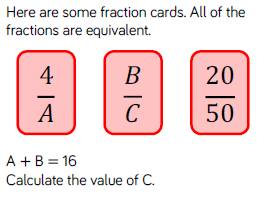 Here are some fraction cards. All of the
fractions are equivalent.
4 B 20
A C 50
A + B = 16
Calculate the value of C.